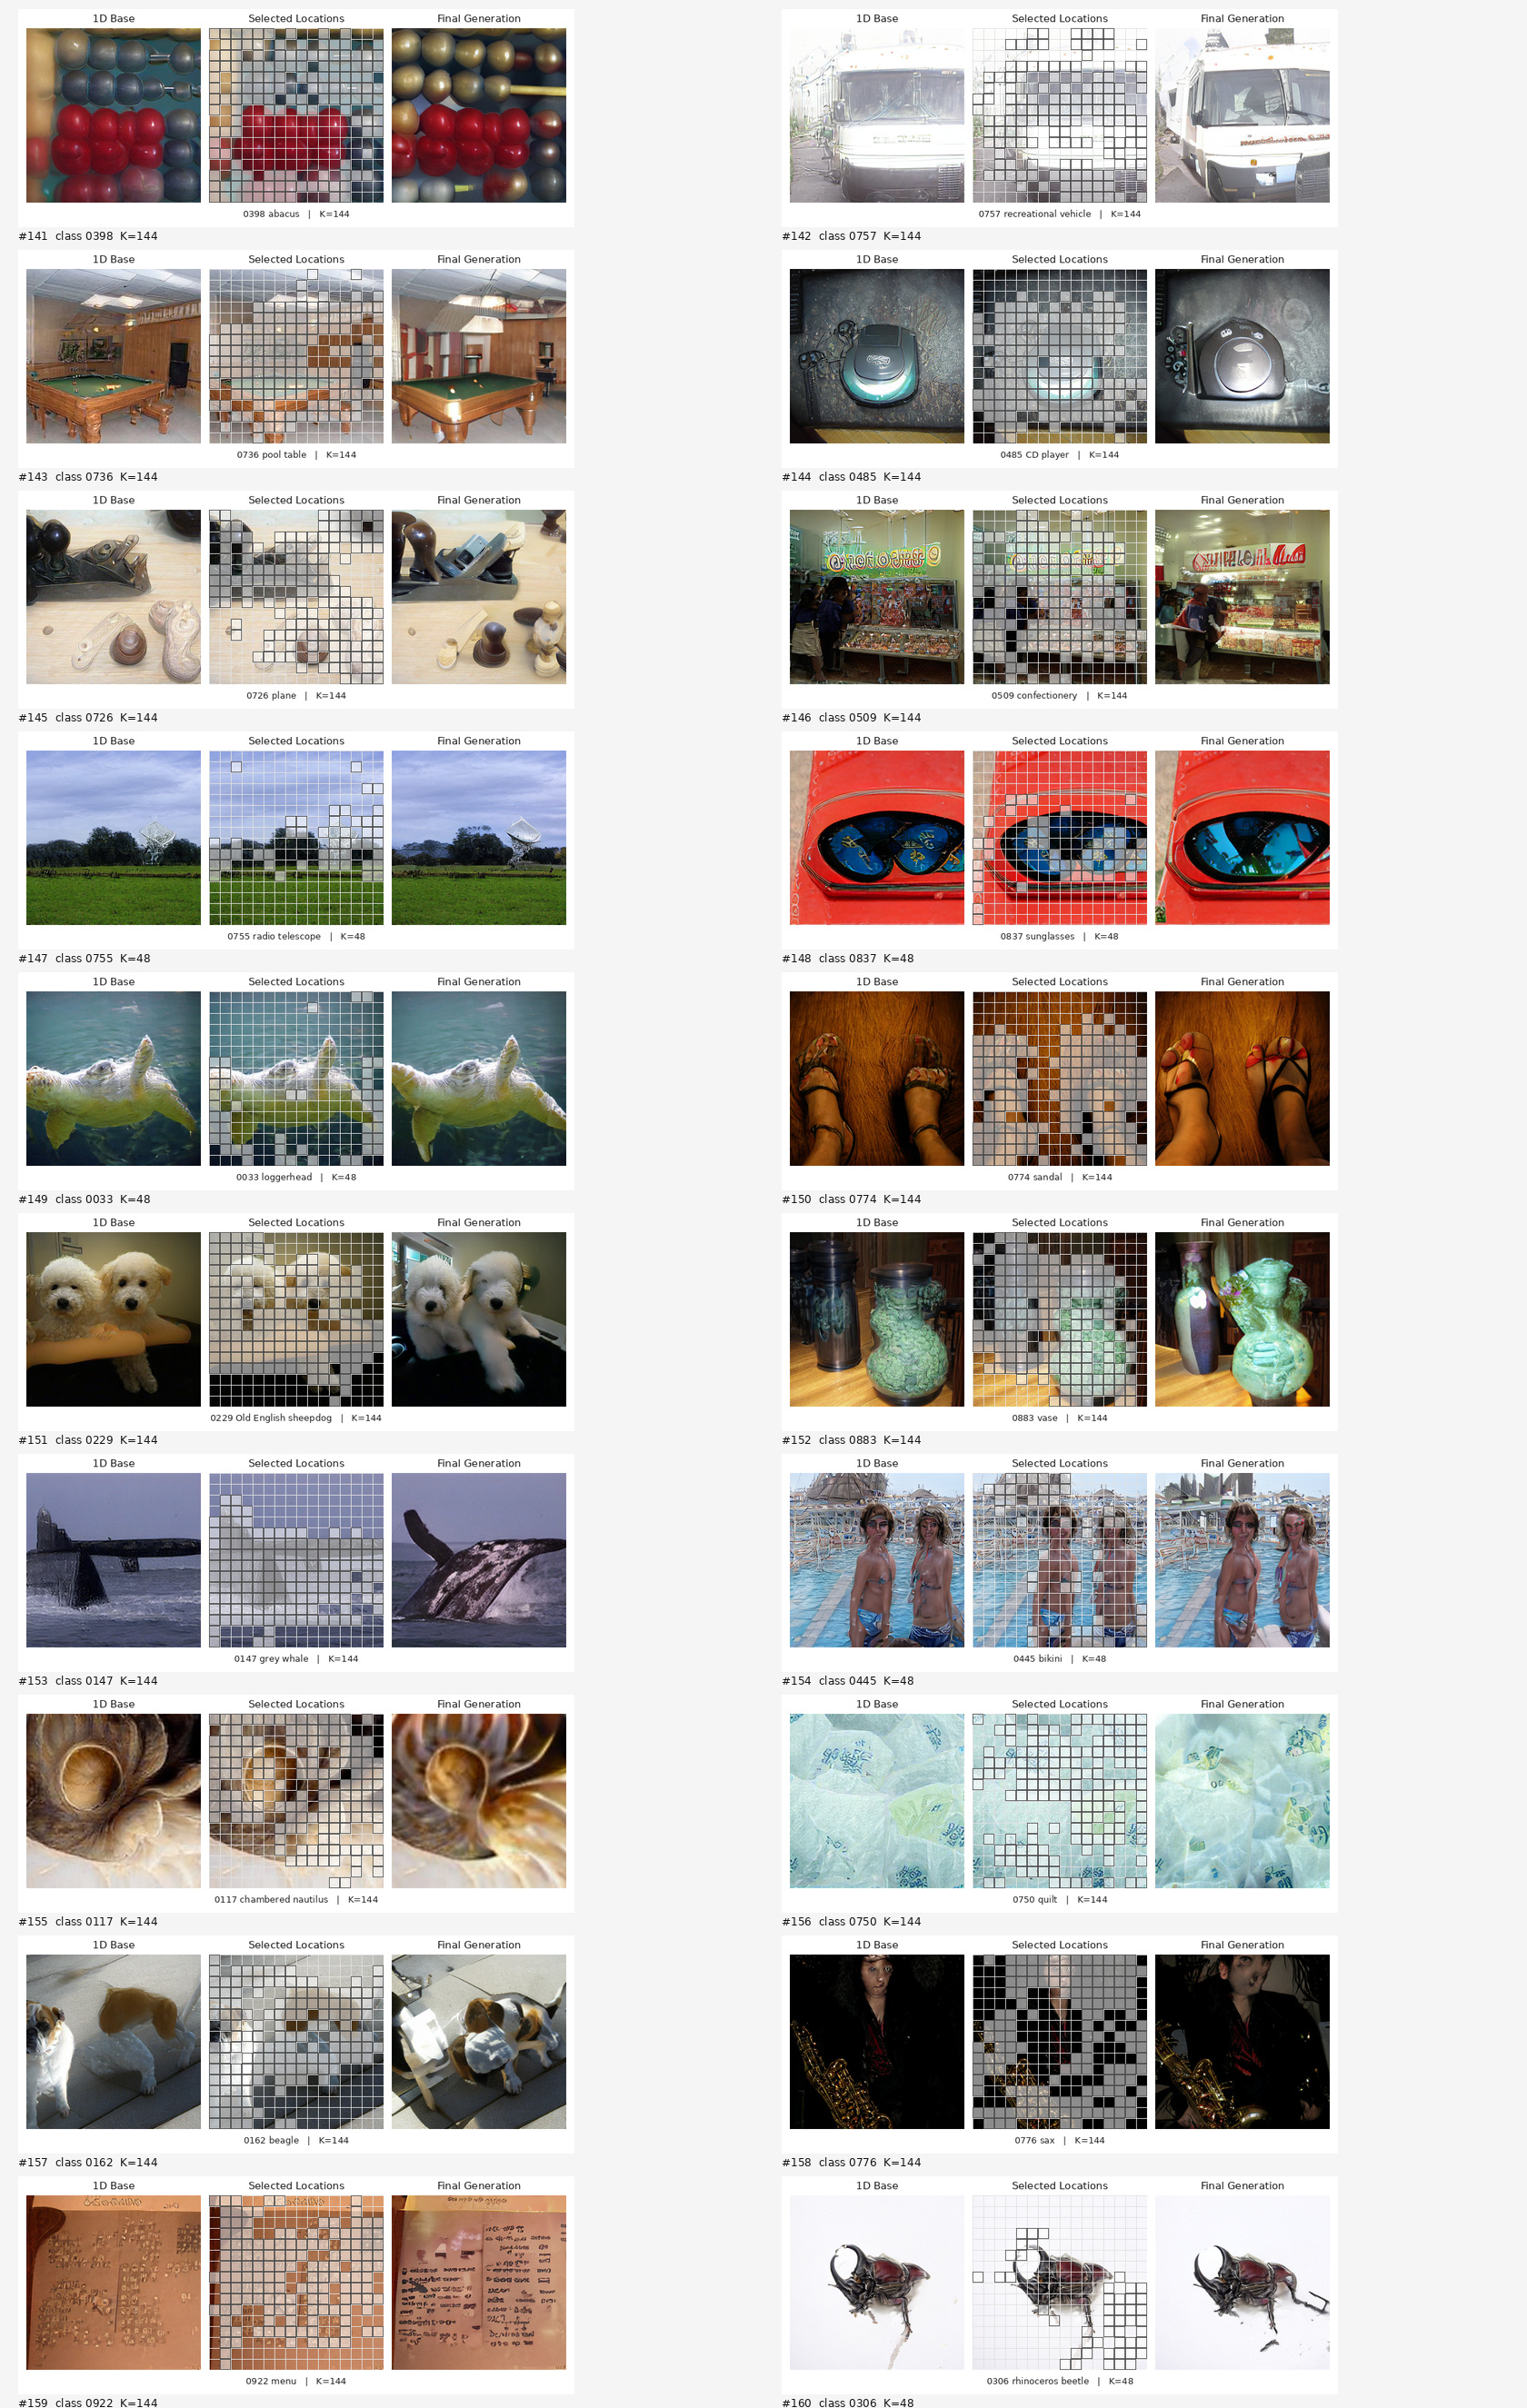 1D Base Selected Locations Final Generation
0398 abacus | K=144
#141 class 0398 K=144
1D Base Selected Locations Final Generation
0757 recreational vehicle | K=144
#142 class 0757 K=144
1D Base Selected Locations Final Generation
0736 pool table | K=144
#143 class 0736 K=144
1D Base Selected Locations Final Generation
0485 CD player | K=144
#144 class 0485 K=144
1D Base Selected Locations Final Generation
0726 plane | K=144
#145 class 0726 K=144
1D Base Selected Locations Final Generation
0509 confectionery | K=144
#146 class 0509 K=144
1D Base Selected Locations Final Generation
0755 radio telescope | K=48
#147 class 0755 K=48
1D Base Selected Locations Final Generation
0837 sunglasses | K=48
#148 class 0837 K=48
1D Base Selected Locations Final Generation
0033 loggerhead | K=48
#149 class 0033 K=48
1D Base Selected Locations Final Generation
0774 sandal | K=144
#150 class 0774 K=144
1D Base Selected Locations Final Generation
0229 Old English sheepdog | K=144
#151 class 0229 K=144
1D Base Selected Locations Final Generation
0883 vase | K=144
#152 class 0883 K=144
1D Base Selected Locations Final Generation
0147 grey whale | K=144
#153 class 0147 K=144
1D Base Selected Locations Final Generation
0445 bikini | K=48
#154 class 0445 K=48
1D Base Selected Locations Final Generation
0117 chambered nautilus | K=144
#155 class 0117 K=144
1D Base Selected Locations Final Generation
0750 quilt | K=144
#156 class 0750 K=144
1D Base Selected Locations Final Generation
0162 beagle | K=144
#157 class 0162 K=144
1D Base Selected Locations Final Generation
0776 sax | K=144
#158 class 0776 K=144
1D Base Selected Locations Final Generation
0922 menu | K=144
#159 class 0922 K=144
1D Base Selected Locations Final Generation
0306 rhinoceros beetle | K=48
#160 class 0306 K=48